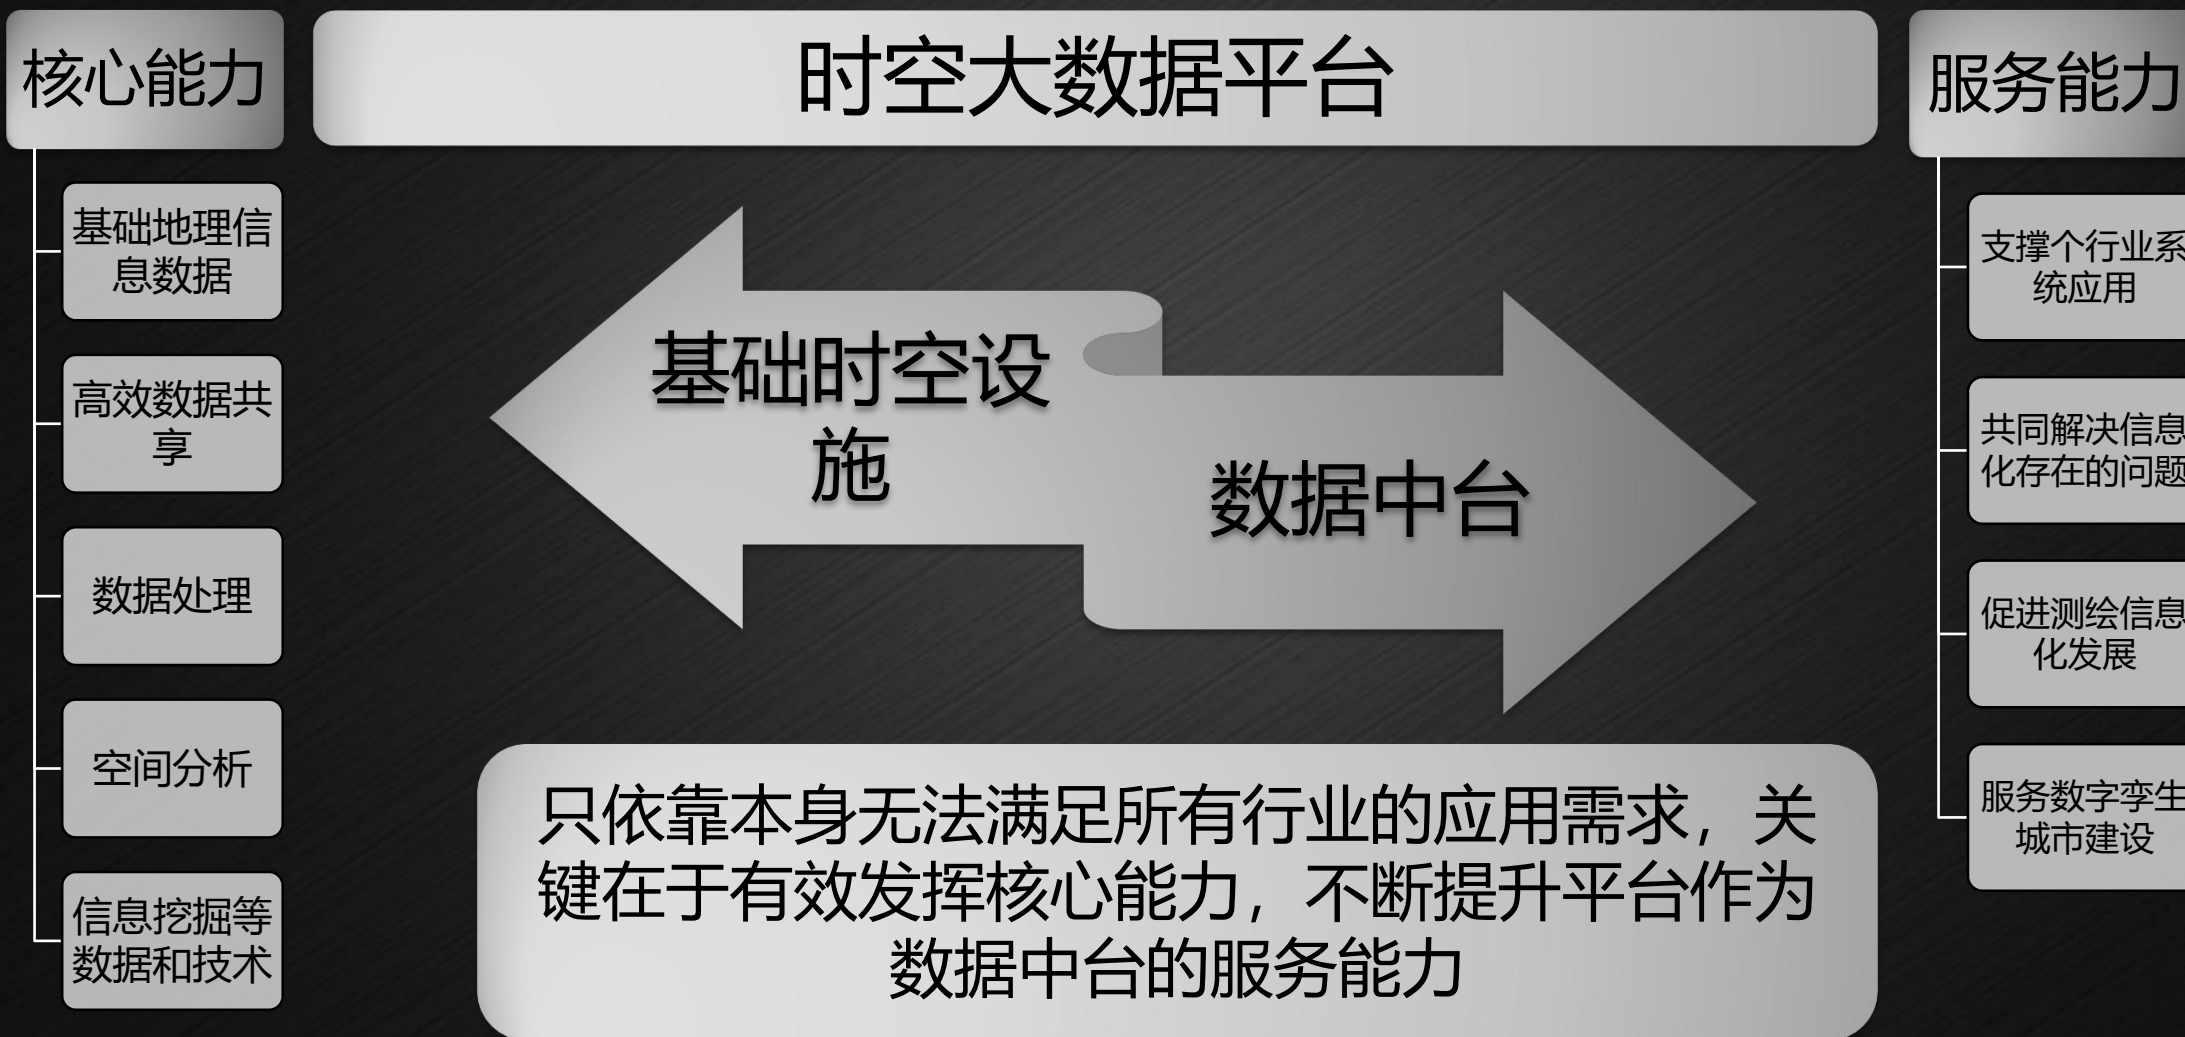 核心能力
基础地理信
息数据
高效数据共
享
数据处理
空间分析
信息挖掘等
数据和技术
时空大数据平台
基础时空设
施
数据中台
只依靠本身无法满足所有行业的应用需求，关
键在于有效发挥核心能力，不断提升平台作为
数据中台的服务能力
服务能力
支撑个行业系
统应用
共同解决信息
化存在的问题
促进测绘信息
化发展
服务数字孪生
城市建设